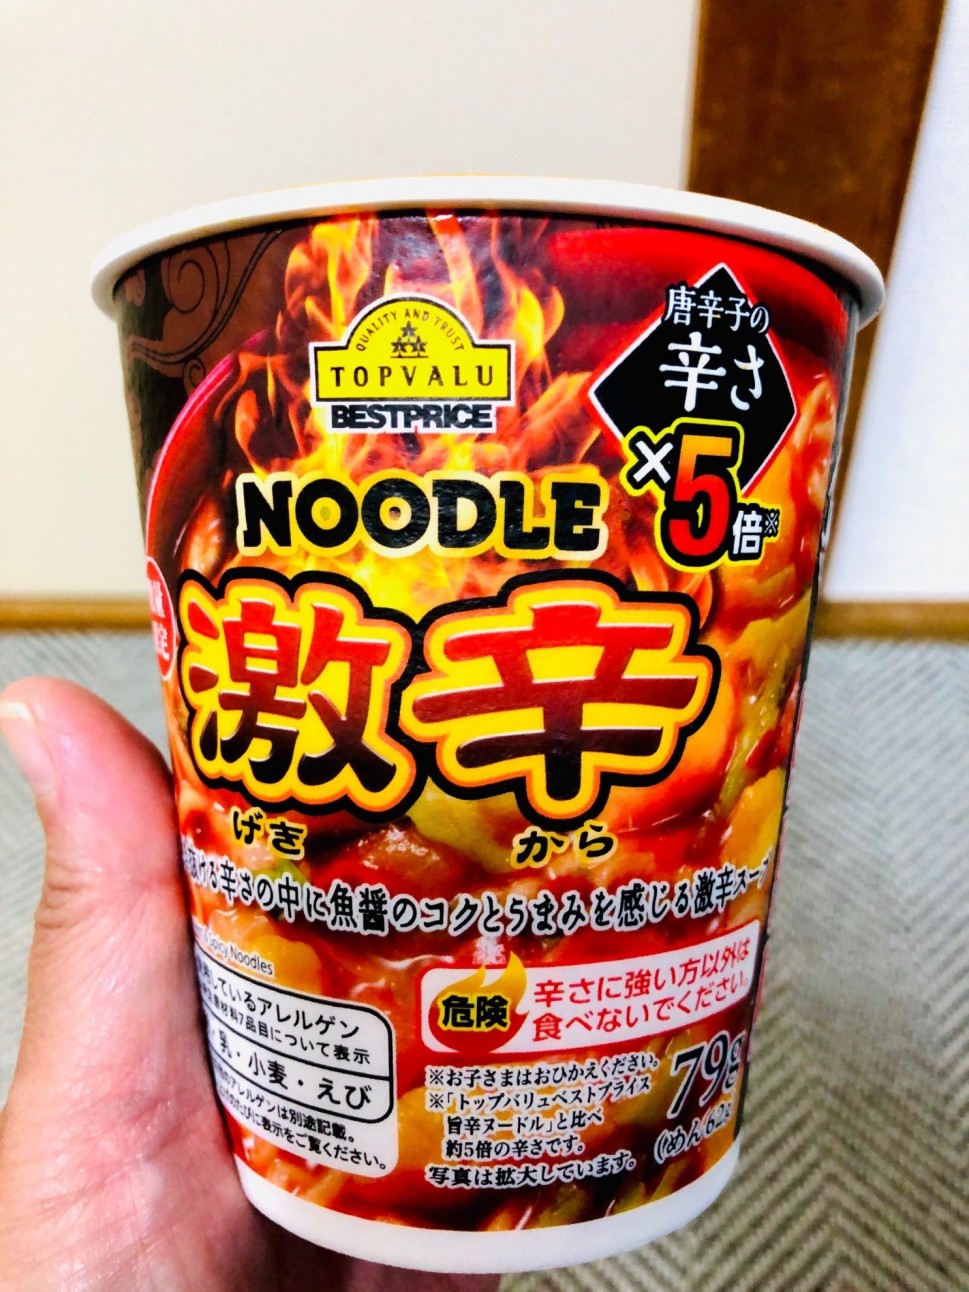 QUALITY AND TRUST
TOPVALU
BESTPRICE
唐辛子の
辛さ
×5倍※
NOODLE
激辛
げき から
抜ける辛さの中に魚醤のコクとうまみを感じる激辛スープ
Spicy Noodles
しているアレルゲン
材料7品目について表示
乳・小麦・えび
アレルゲンは別途記載。
に表示をご覧ください。
危険
辛さに強い方以外は
食べないでください。
※お子さまはおひかえください。
※「トップバリュベストプライス
旨辛ヌードル」と比べ
約5倍の辛さです。
写真は拡大しています。
79g
(めん62g